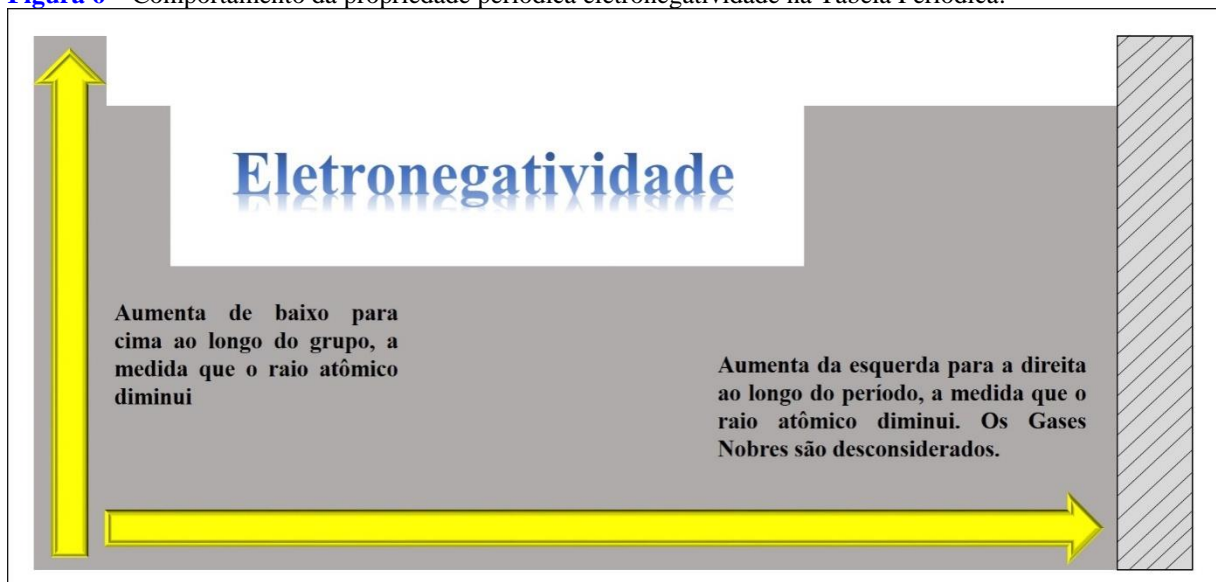 Figura 6 – Comportamento da propriedade periódica eletronegatividade na Tabela Periódica.
Eletronegatividade
Aumenta de baixo para
cima ao longo do grupo, a
medida que o raio atômico
diminui
Aumenta da esquerda para a direita
ao longo do período, a medida que o
raio atômico diminui. Os Gases
Nobres são desconsiderados.